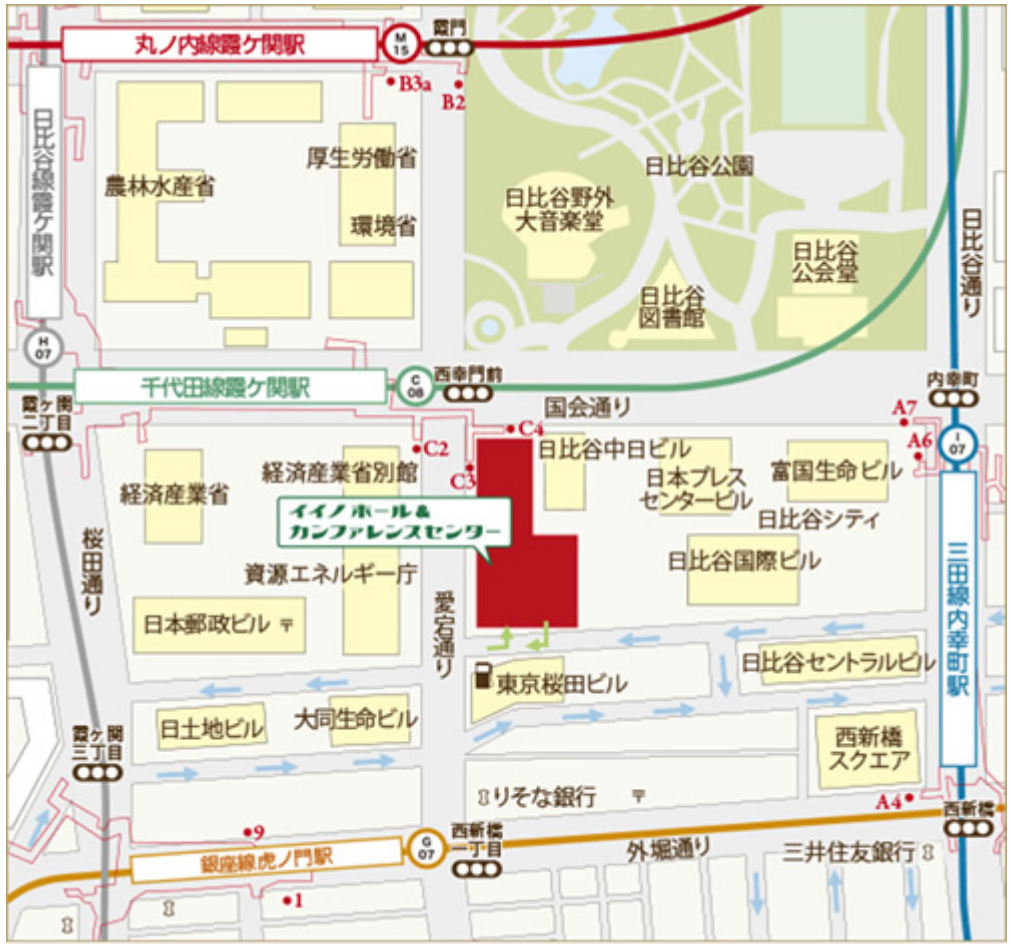 丸ノ内線霞ケ関駅
M
15
霞門
B3a
B2
日比谷線霞ケ関駅
厚生労働省
農林水産省
環境省
日比谷公園
日比谷野外
大音楽堂
日比谷
公会堂
日比谷
図書館
日比谷通り
H
07
千代田線霞ケ関駅
C
08
西幸門前
内幸町
霞ヶ関
二丁目
国会通り
A7
C4
C2
A6
I
07
C3
日比谷中日ビル
経済産業省別館
日本プレス
センタービル
富国生命ビル
経済産業省
イイノホール&
カンファレンスセンター
日比谷シティ
桜田通り
資源エネルギー庁
日比谷国際ビル
三田線内幸町駅
愛宕通り
日本郵政ビル 〒
東京桜田ビル
日比谷セントラルビル
日土地ビル
大同生命ビル
霞ヶ関
三丁目
西新橋
スクエア
りそな銀行 〒
A4
西新橋
9
銀座線虎ノ門駅
G
07
西新橋
一丁目
外堀通り
三井住友銀行
1